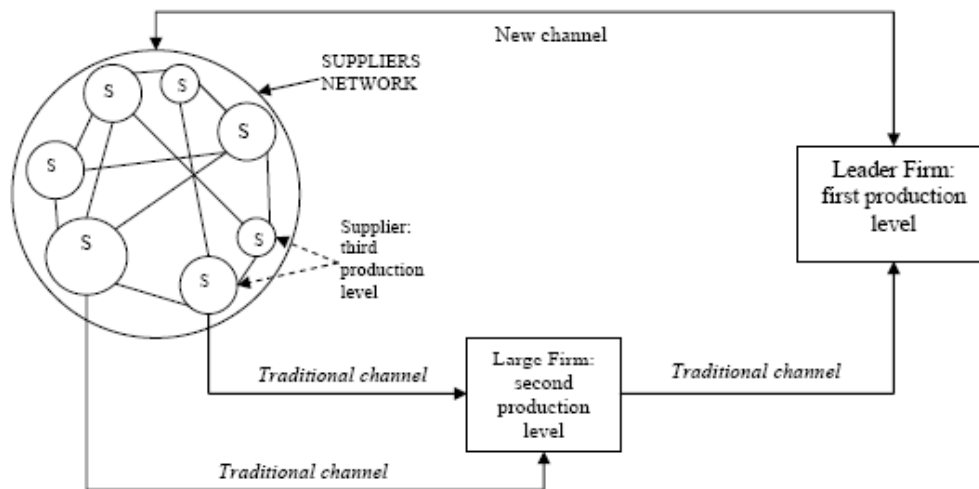 New channel
SUPPLIERS
NETWORK
S
S
S
S
S
S
S
Leader Firm:
first production
level
Supplier:
third
production
level
Large Firm:
second
production
level
Traditional channel
Traditional channel
Traditional channel